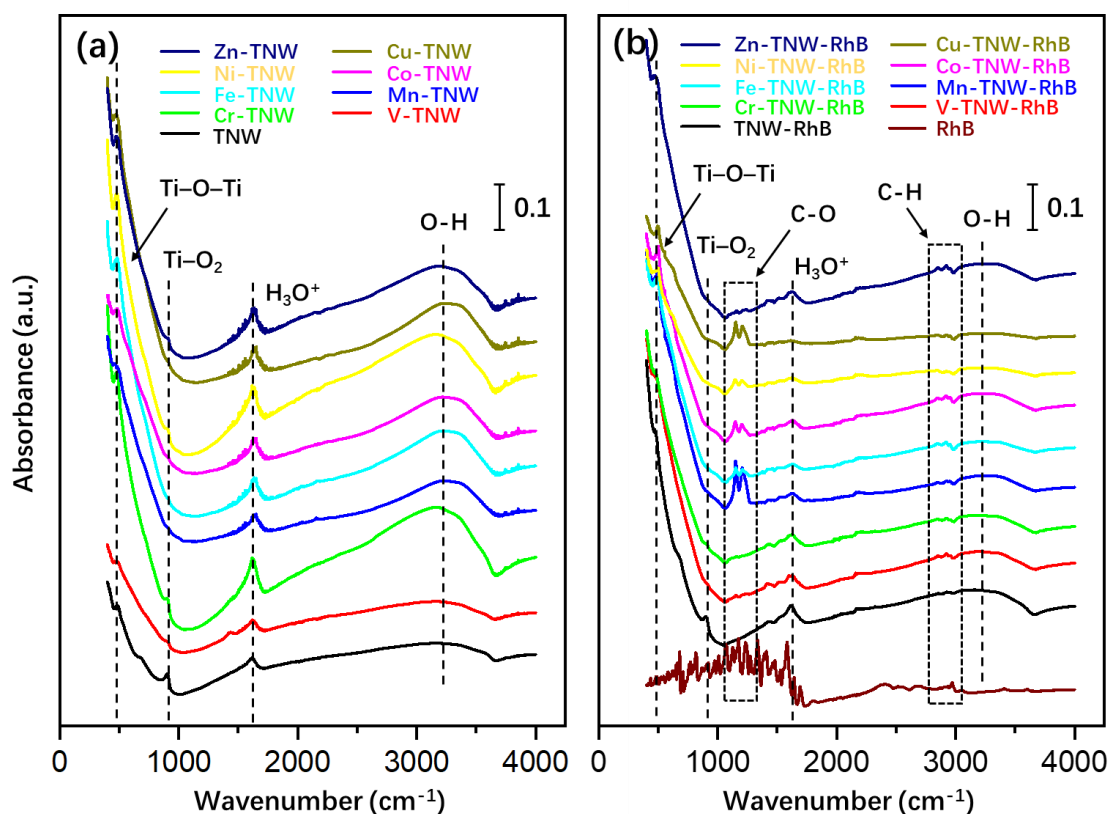 (a)
Zn-TNW Cu-TNW
Ni-TNW Co-TNW
Fe-TNW Mn-TNW
Cr-TNW V-TNW
TNW
Ti–O–Ti
Ti–O₂
H₃O⁺
O-H
0.1
Absorbance (a.u.)
0 1000 2000 3000 4000
Wavenumber (cm⁻¹)
(b)
Zn-TNW-RhB Cu-TNW-RhB
Ni-TNW-RhB Co-TNW-RhB
Fe-TNW-RhB Mn-TNW-RhB
Cr-TNW-RhB V-TNW-RhB
TNW-RhB RhB
Ti–O–Ti
Ti–O₂
C-O
H₃O⁺
C-H
O-H
0.1
0 1000 2000 3000 4000
Wavenumber (cm⁻¹)